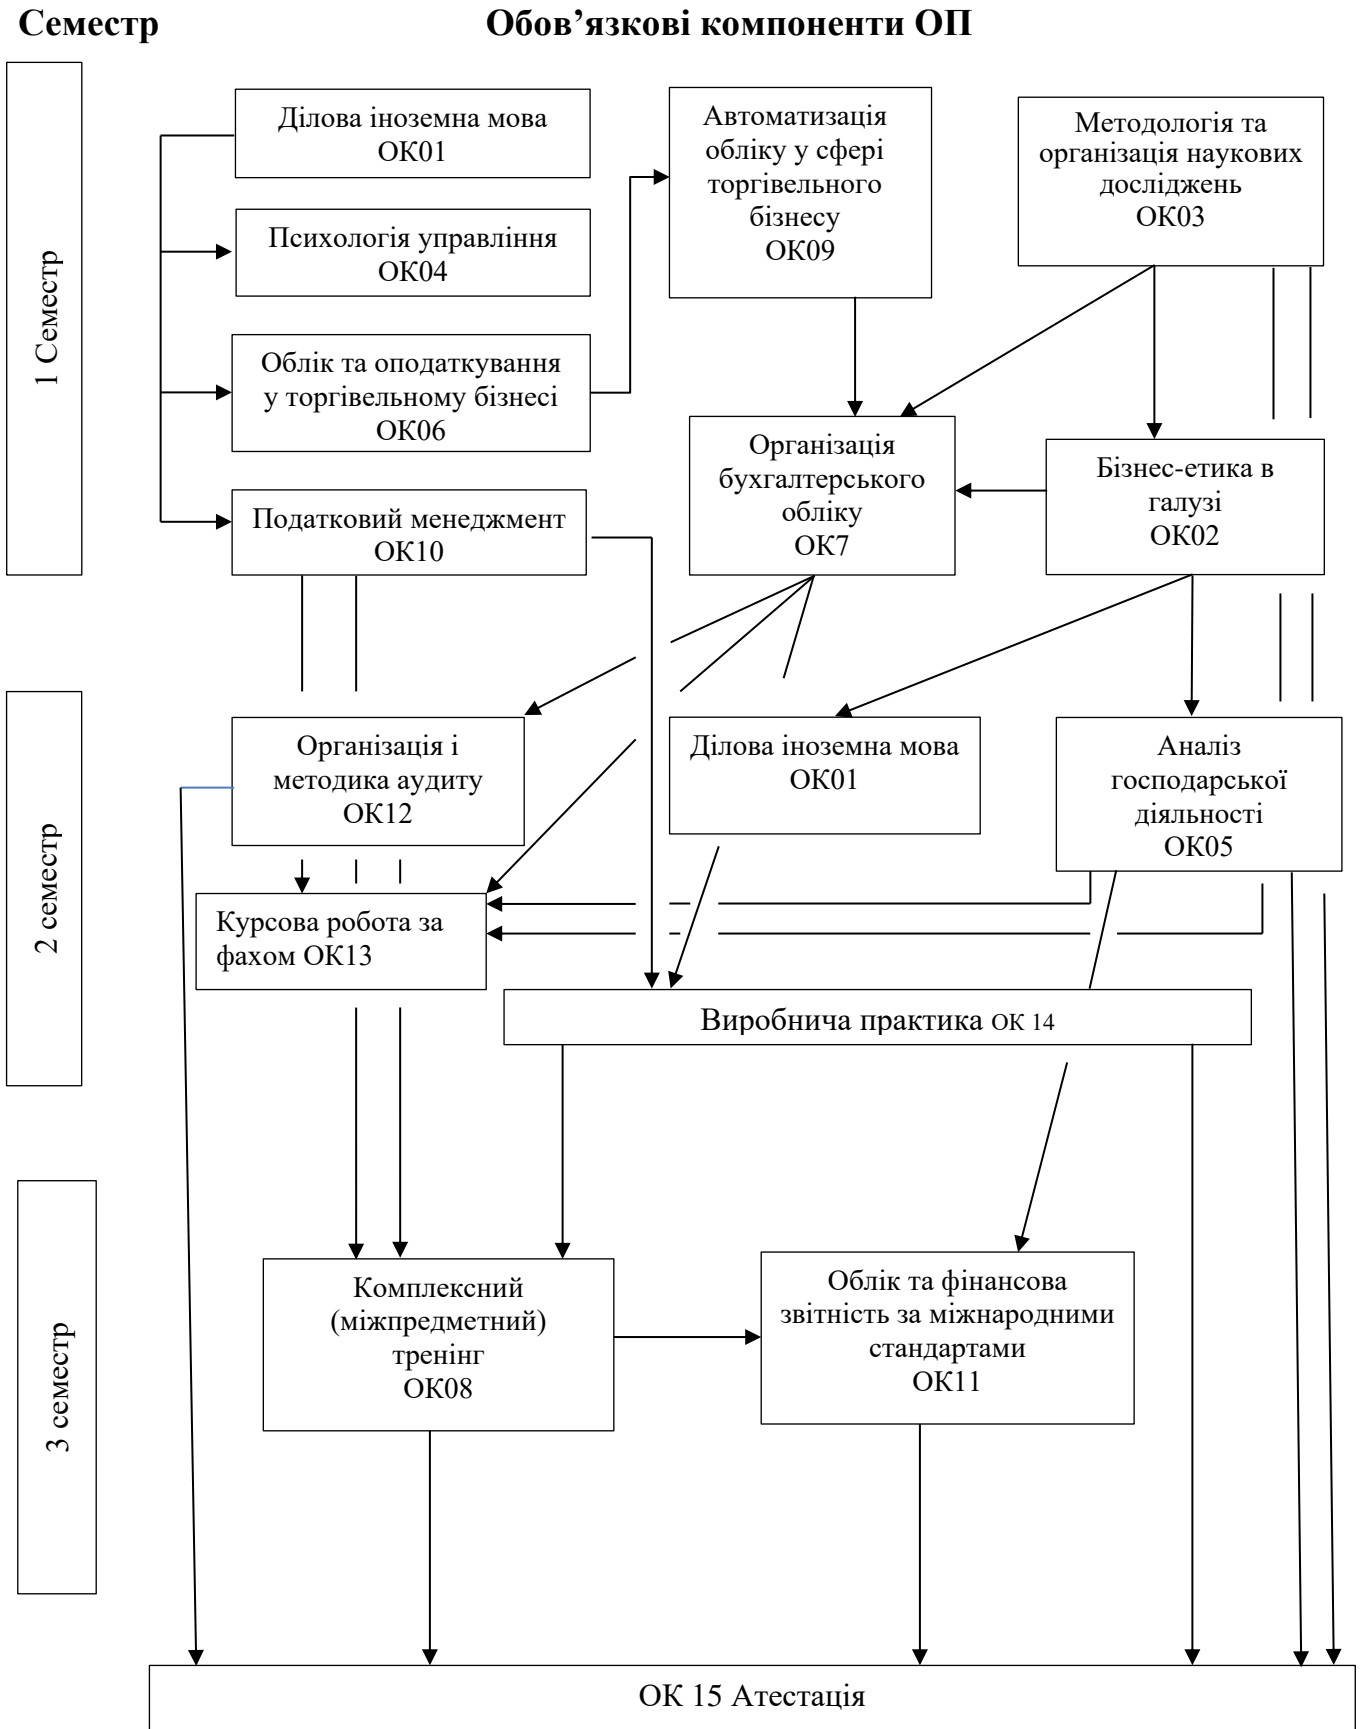 Семестр
Обов’язкові компоненти ОП
1 Семестр
Ділова іноземна мова
ОК01
Психологія управління
ОК04
Облік та оподаткування
у торгівельному бізнесі
ОК06
Податковий менеджмент
ОК10
Автоматизація
обліку у сфері
торгівельного
бізнесу
ОК09
Методологія та
організація наукових
досліджень
ОК03
Організація
бухгалтерського
обліку
ОК7
Бізнес-етика в
галузі
ОК02
2 семестр
Організація і
методика аудиту
ОК12
Ділова іноземна мова
ОК01
Аналіз
господарської
діяльності
ОК05
Курсова робота за
фахом ОК13
Виробнича практика ОК 14
3 семестр
Комплексний
(міжпредметний)
тренінг
ОК08
Облік та фінансова
звітність за міжнародними
стандартами
ОК11
ОК 15 Атестація